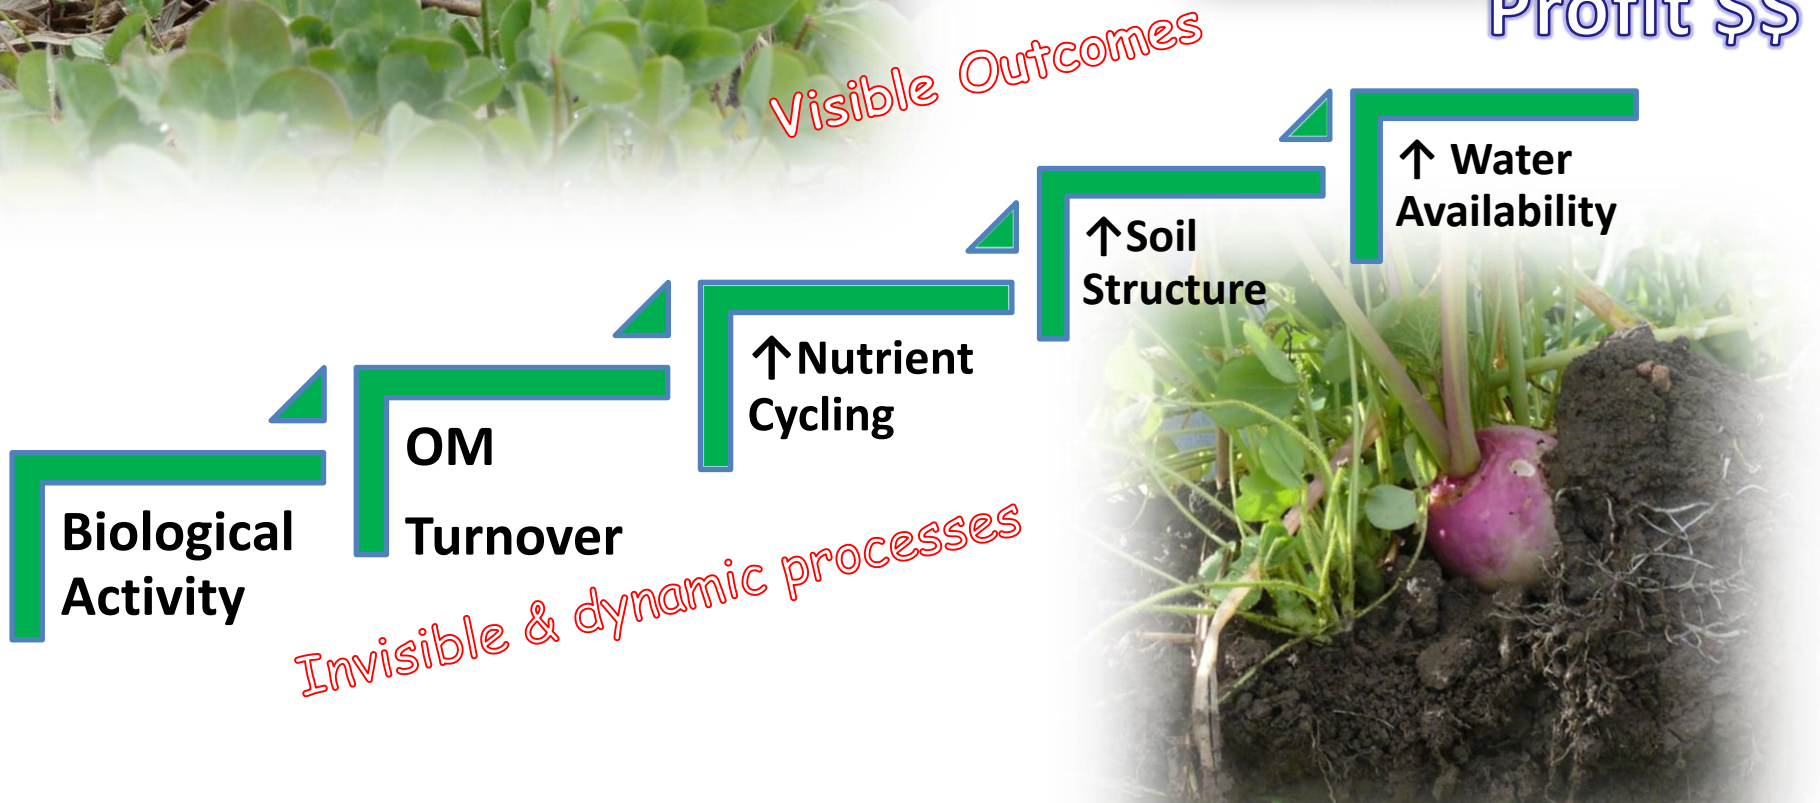 Profit $$
Visible Outcomes
↑ Water
Availability
↑Soil
Structure
↑Nutrient
Cycling
OM
Turnover
Biological
Activity
Invisible & dynamic processes